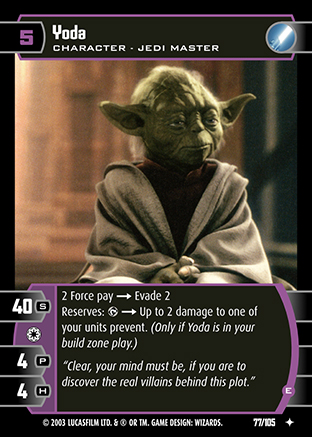 5
Yoda
CHARACTER - JEDI MASTER
40 S
4 P
4 H
2 Force pay → Evade 2
Reserves: → Up to 2 damage to one of
your units prevent. (Only if Yoda is in your
build zone play.)
“Clear, your mind must be, if you are to
discover the real villains behind this plot.”
E
© 2003 LUCASFILM LTD. & ® OR TM. GAME DESIGN: WIZARDS.
77/105